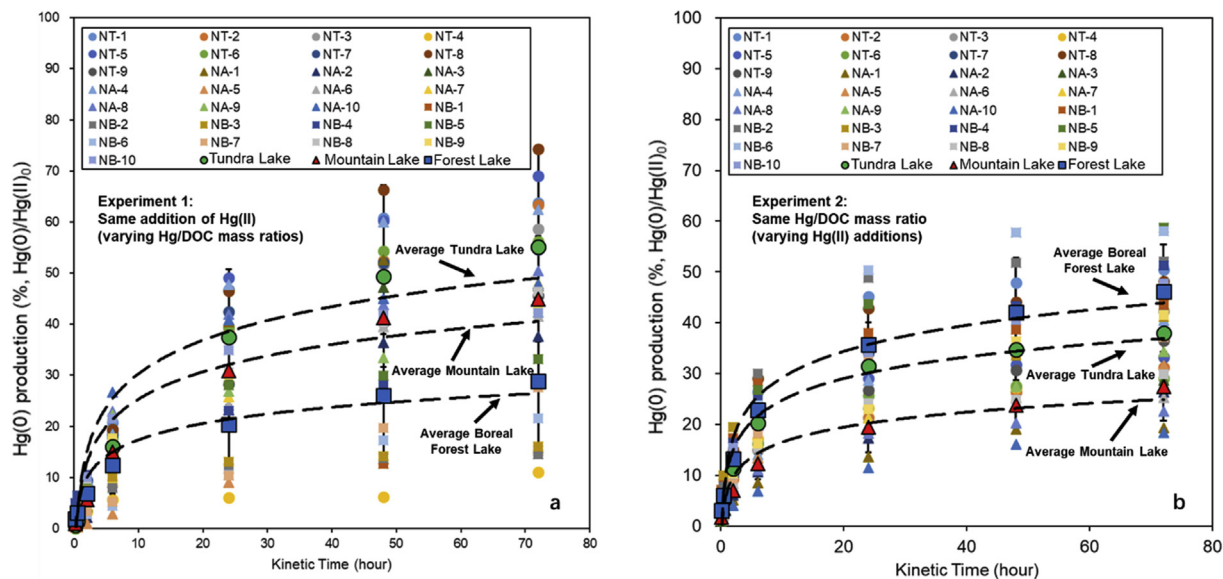 a
Hg(0) production (%, Hg(0)/Hg(II)₀)
100
90
80
70
60
50
40
30
20
10
0
NT-1 NT-2 NT-3 NT-4
NT-5 NT-6 NT-7 NT-8
NT-9 NA-1 NA-2 NA-3
NA-4 NA-5 NA-6 NA-7
NA-8 NA-9 NA-10 NB-1
NB-2 NB-3 NB-4 NB-5
NB-6 NB-7 NB-8 NB-9
NB-10 Tundra Lake Mountain Lake Forest Lake
Experiment 1:
Same addition of Hg(II)
(varying Hg/DOC mass ratios)
Average Tundra Lake
Average Mountain Lake
Average Boreal
Forest Lake
a
0 20 40 60 80
Kinetic Time (hour)
b
Hg(0) production (%, Hg(0)/Hg(II)₀)
100
90
80
70
60
50
40
30
20
10
0
NT-1 NT-2 NT-3 NT-4
NT-5 NT-6 NT-7 NT-8
NT-9 NA-1 NA-2 NA-3
NA-4 NA-5 NA-6 NA-7
NA-8 NA-9 NA-10 NB-1
NB-2 NB-3 NB-4 NB-5
NB-6 NB-7 NB-8 NB-9
NB-10 Tundra Lake Mountain Lake Forest Lake
Experiment 2:
Same Hg/DOC mass ratio
(varying Hg(II) additions)
Average Boreal
Forest Lake
Average Tundra Lake
Average Mountain Lake
b
0 20 40 60 80
Kinetic Time (hour)